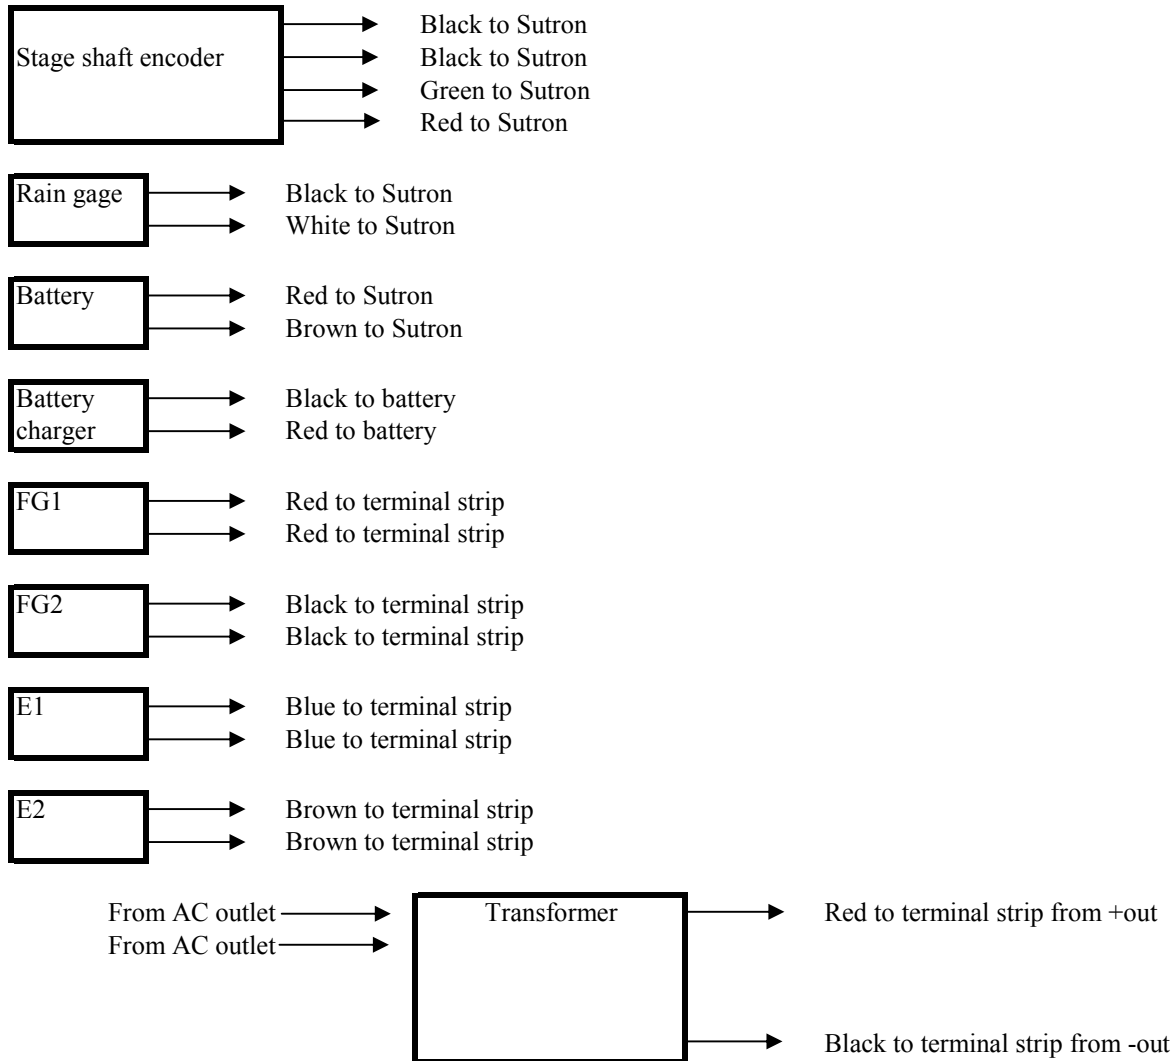 Stage shaft encoder
Black to Sutron
Black to Sutron
Green to Sutron
Red to Sutron
Rain gage
Black to Sutron
White to Sutron
Battery
Red to Sutron
Brown to Sutron
Battery
charger
Black to battery
Red to battery
FG1
Red to terminal strip
Red to terminal strip
FG2
Black to terminal strip
Black to terminal strip
E1
Blue to terminal strip
Blue to terminal strip
E2
Brown to terminal strip
Brown to terminal strip
From AC outlet
From AC outlet
Transformer
Red to terminal strip from +out
Black to terminal strip from -out